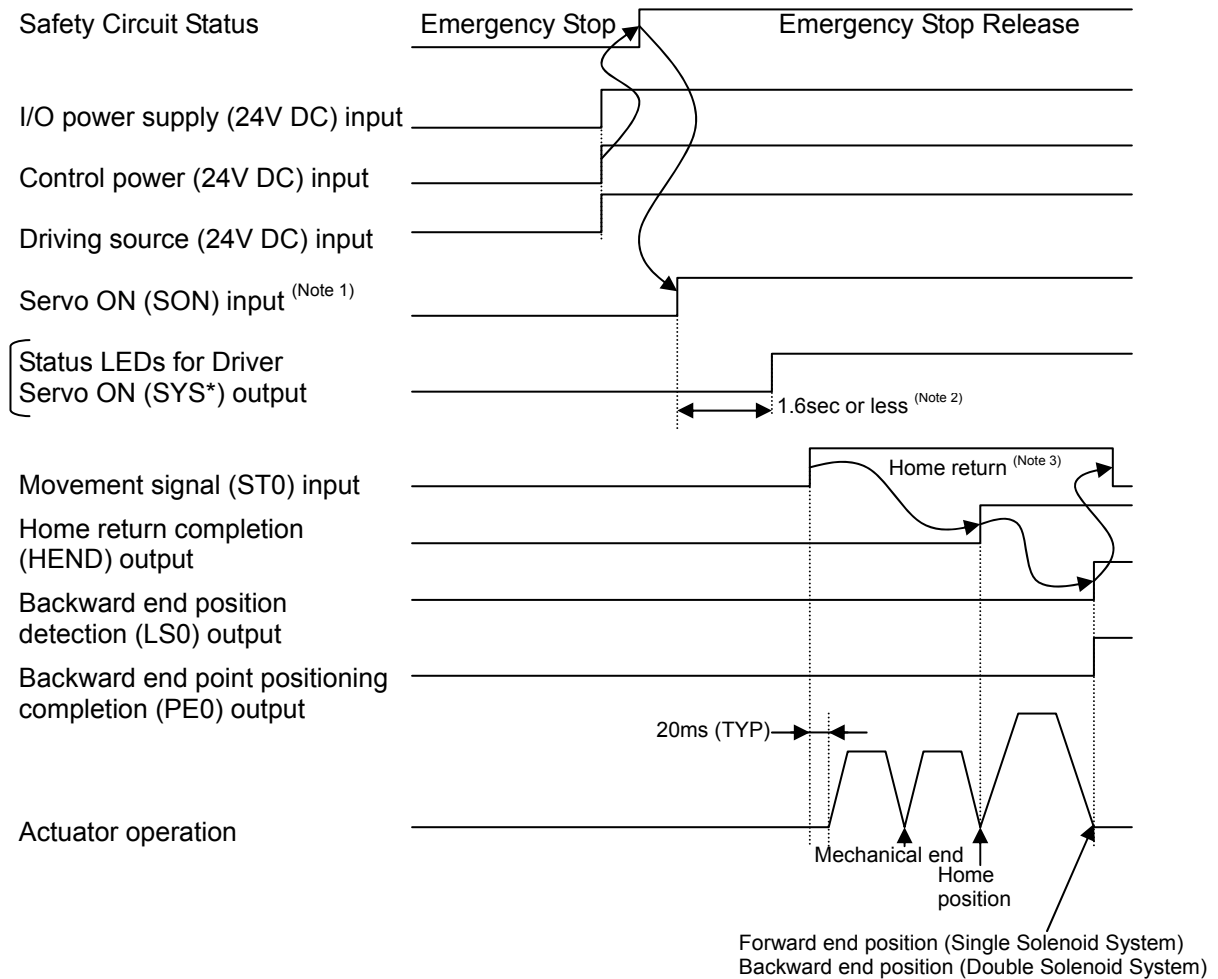 Safety Circuit Status
Emergency Stop
Emergency Stop Release
I/O power supply (24V DC) input
Control power (24V DC) input
Driving source (24V DC) input
Servo ON (SON) input (Note 1)
Status LEDs for Driver
Servo ON (SYS*) output
1.6sec or less (Note 2)
Movement signal (ST0) input
Home return (Note 3)
Home return completion
(HEND) output
Backward end position
detection (LS0) output
Backward end point positioning
completion (PE0) output
20ms (TYP)
Actuator operation
Mechanical end
Home
position
Forward end position (Single Solenoid System)
Backward end position (Double Solenoid System)